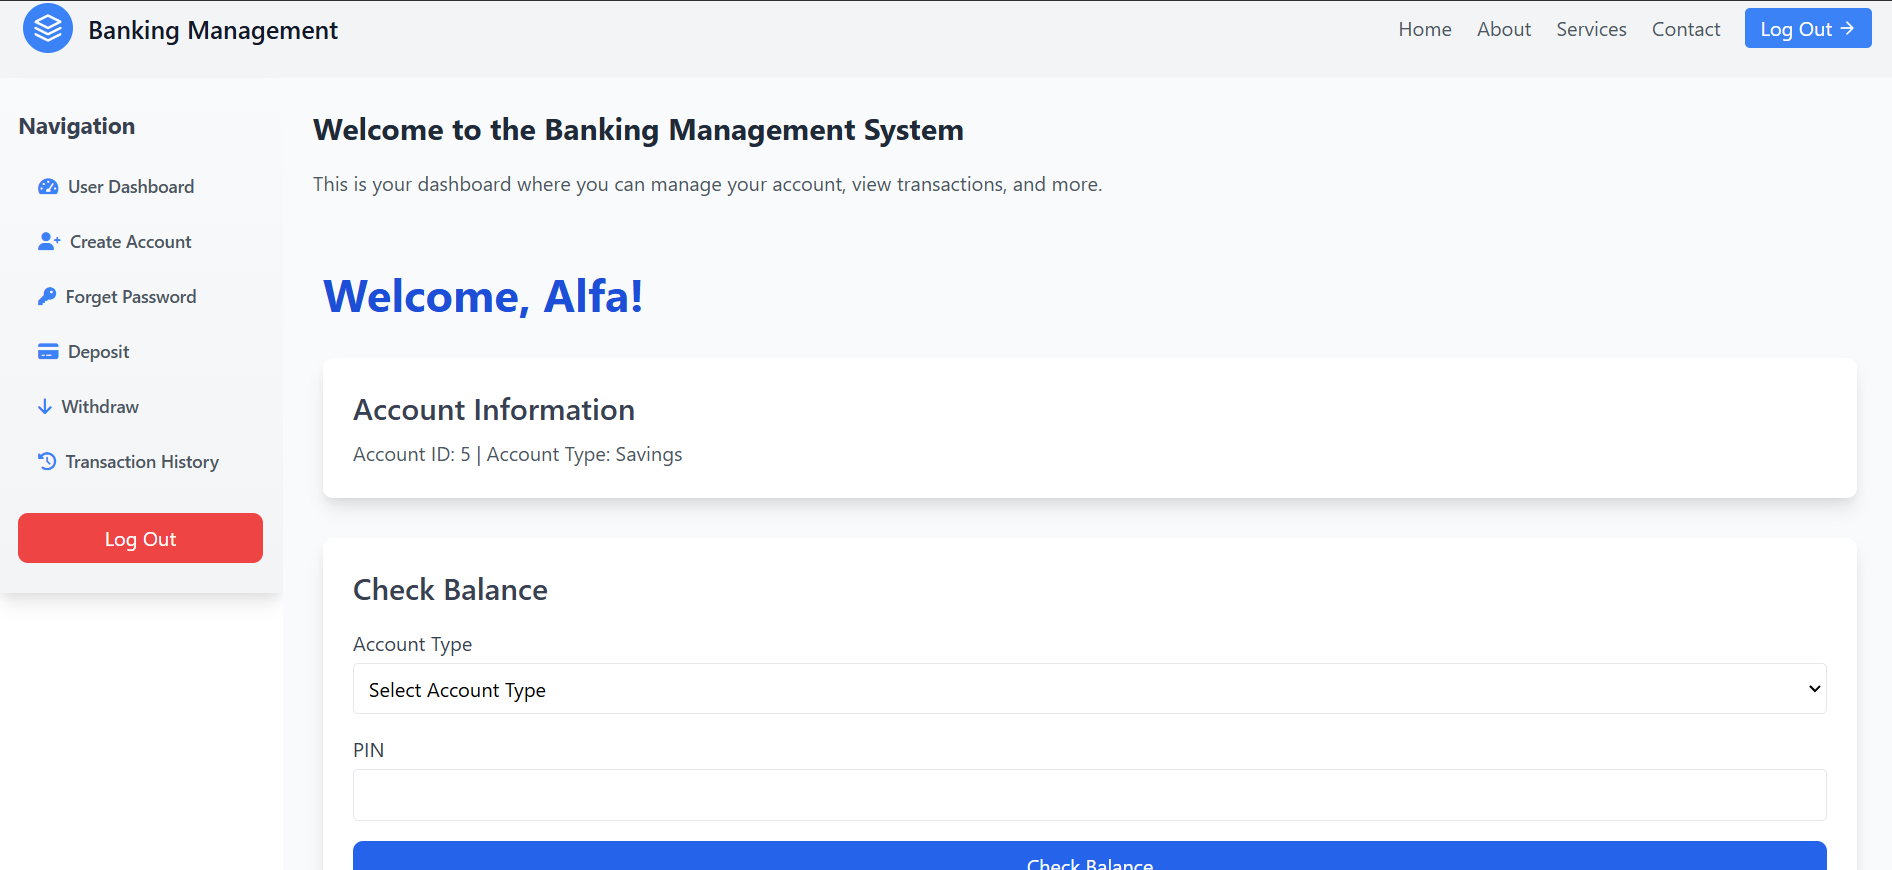 Banking Management
Home About Services Contact Log Out
Navigation
User Dashboard
Create Account
Forget Password
Deposit
Withdraw
Transaction History
Log Out
Welcome to the Banking Management System
This is your dashboard where you can manage your account, view transactions, and more.
Welcome, Alfa!
Account Information
Account ID: 5 | Account Type: Savings
Check Balance
Account Type
Select Account Type
PIN
Check Balance